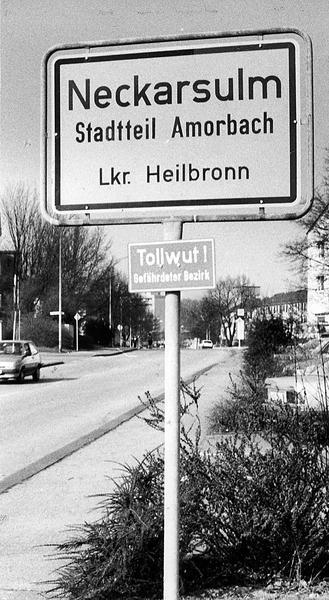 Neckarsulm
Stadtteil Amorbach
Lkr. Heilbronn
Tollwut!
Gefährdeter Bezirk